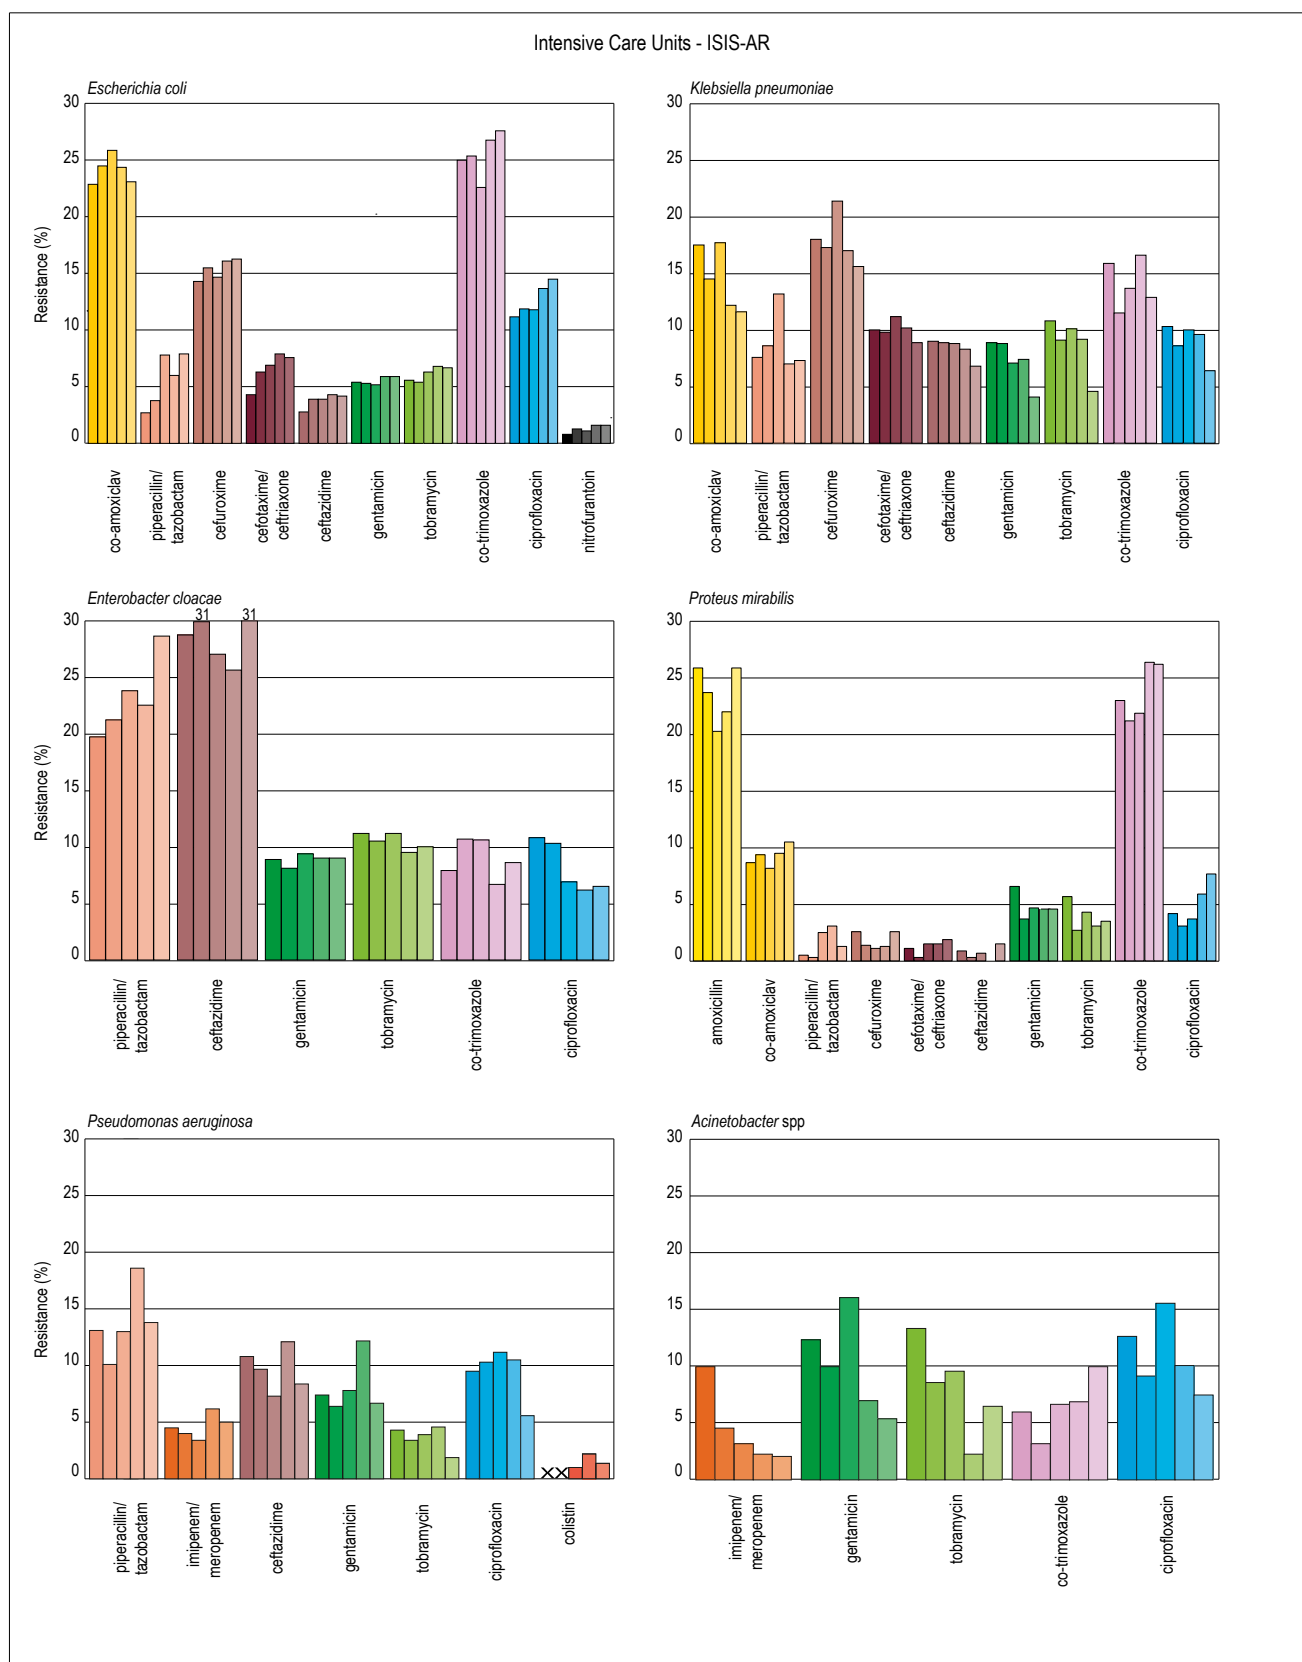 Intensive Care Units - ISIS-AR
Escherichia coli
30
25
20
15
10
5
0
Resistance (%)
co-amoxiclav
piperacillin/
tazobactam
cefuroxime
cefotaxime/
ceftriaxone
ceftazidime
gentamicin
tobramycin
co-trimoxazole
ciprofloxacin
nitrofurantoin
Klebsiella pneumoniae
30
25
20
15
10
5
0
co-amoxiclav
piperacillin/
tazobactam
cefuroxime
cefotaxime/
ceftriaxone
ceftazidime
gentamicin
tobramycin
co-trimoxazole
ciprofloxacin
Enterobacter cloacae
31
31
30
25
20
15
10
5
0
Resistance (%)
piperacillin/
tazobactam
ceftazidime
gentamicin
tobramycin
co-trimoxazole
ciprofloxacin
Proteus mirabilis
30
25
20
15
10
5
0
amoxicillin
co-amoxiclav
piperacillin/
tazobactam
cefuroxime
cefotaxime/
ceftriaxone
ceftazidime
gentamicin
tobramycin
co-trimoxazole
ciprofloxacin
Pseudomonas aeruginosa
30
25
20
15
10
5
0
Resistance (%)
XX
piperacillin/
tazobactam
imipenem/
meropenem
ceftazidime
gentamicin
tobramycin
ciprofloxacin
colistin
Acinetobacter spp
30
25
20
15
10
5
0
imipenem/
meropenem
gentamicin
tobramycin
co-trimoxazole
ciprofloxacin